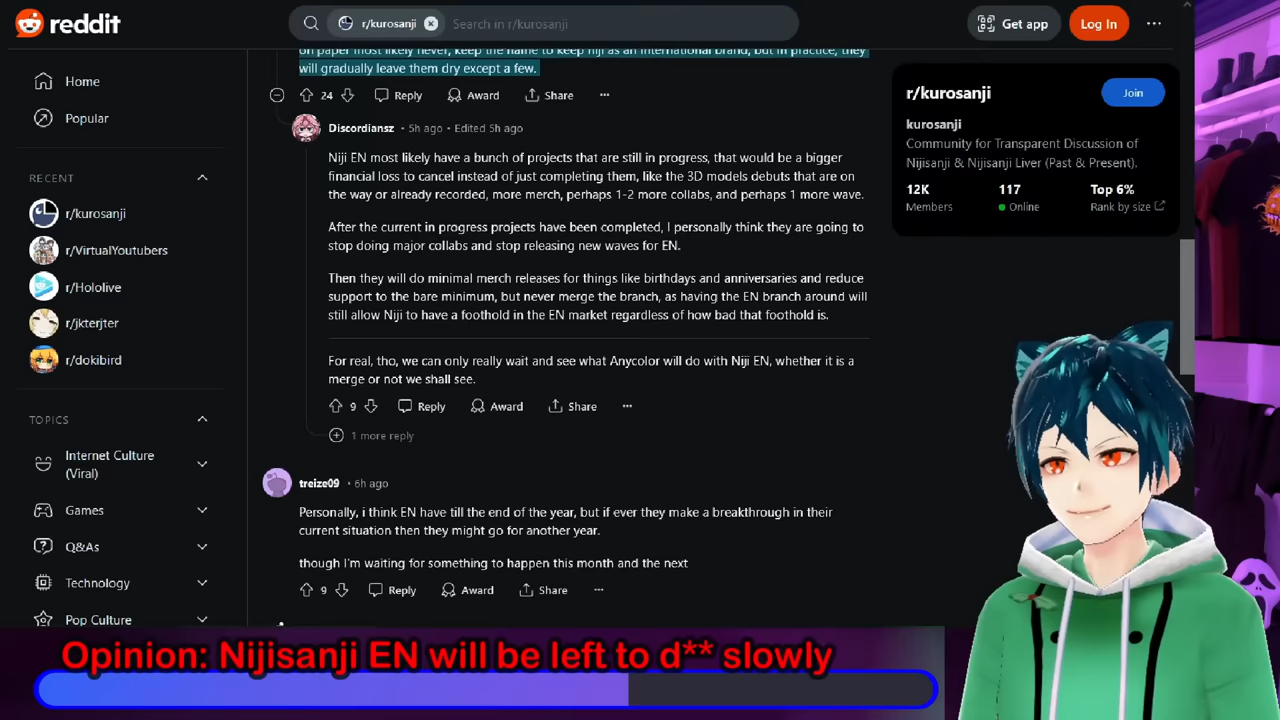 reddit
r/kurosanji
Search in r/kurosanji
Get app
Log In
Home
Popular
RECENT
r/kurosanji
r/VirtualYoutubers
r/Hololive
r/jkterjter
r/dokibird
TOPICS
Internet Culture
(Viral)
Games
Q&As
Technology
Pop Culture
on paper most likely never, keep the name to keep niji as an international brand, but in practice, they
will gradually leave them dry except a few.
24 Reply Award Share
Discordiansz • 5h ago • Edited 5h ago
Niji EN most likely have a bunch of projects that are still in progress, that would be a bigger
financial loss to cancel instead of just completing them, like the 3D models debuts that are on
the way or already recorded, more merch, perhaps 1-2 more collabs, and perhaps 1 more wave.
After the current in progress projects have been completed, I personally think they are going to
stop doing major collabs and stop releasing new waves for EN.
Then they will do minimal merch releases for things like birthdays and anniversaries and reduce
support to the bare minimum, but never merge the branch, as having the EN branch around will
still allow Niji to have a foothold in the EN market regardless of how bad that foothold is.
For real, tho, we can only really wait and see what Anycolor will do with Niji EN, whether it is a
merge or not we shall see.
9 Reply Award Share
1 more reply
treize09 • 6h ago
Personally, i think EN have till the end of the year, but if ever they make a breakthrough in their
current situation then they might go for another year.
though I'm waiting for something to happen this month and the next
9 Reply Award Share
r/kurosanji
Join
kurosanji
Community for Transparent Discussion of
Nijisanji & Nijisanji Liver (Past & Present).
12K 117 Top 6%
Members Online Rank by size
Opinion: Nijisanji EN will be left to d** slowly